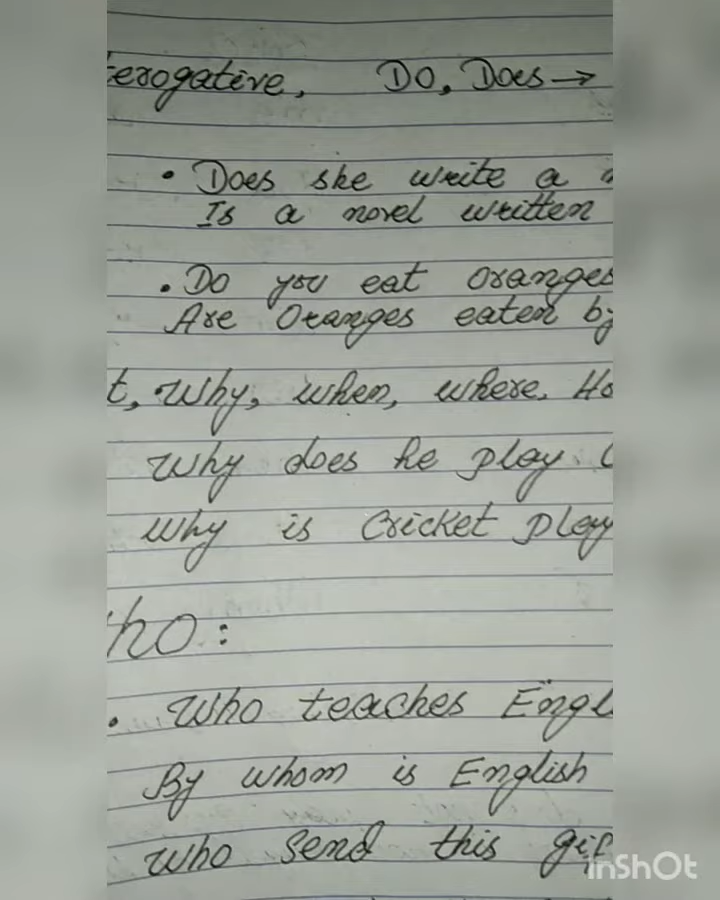 erogative, Do, Does →
• Does she write a
Is a novel written
• Do you eat oranges
Are Oranges eaten by
t, Why, when, where. Ho
Why does he play. C
why is Cricket play
ho :
• Who teaches Engl
By whom is English
who send this gif
InShOt